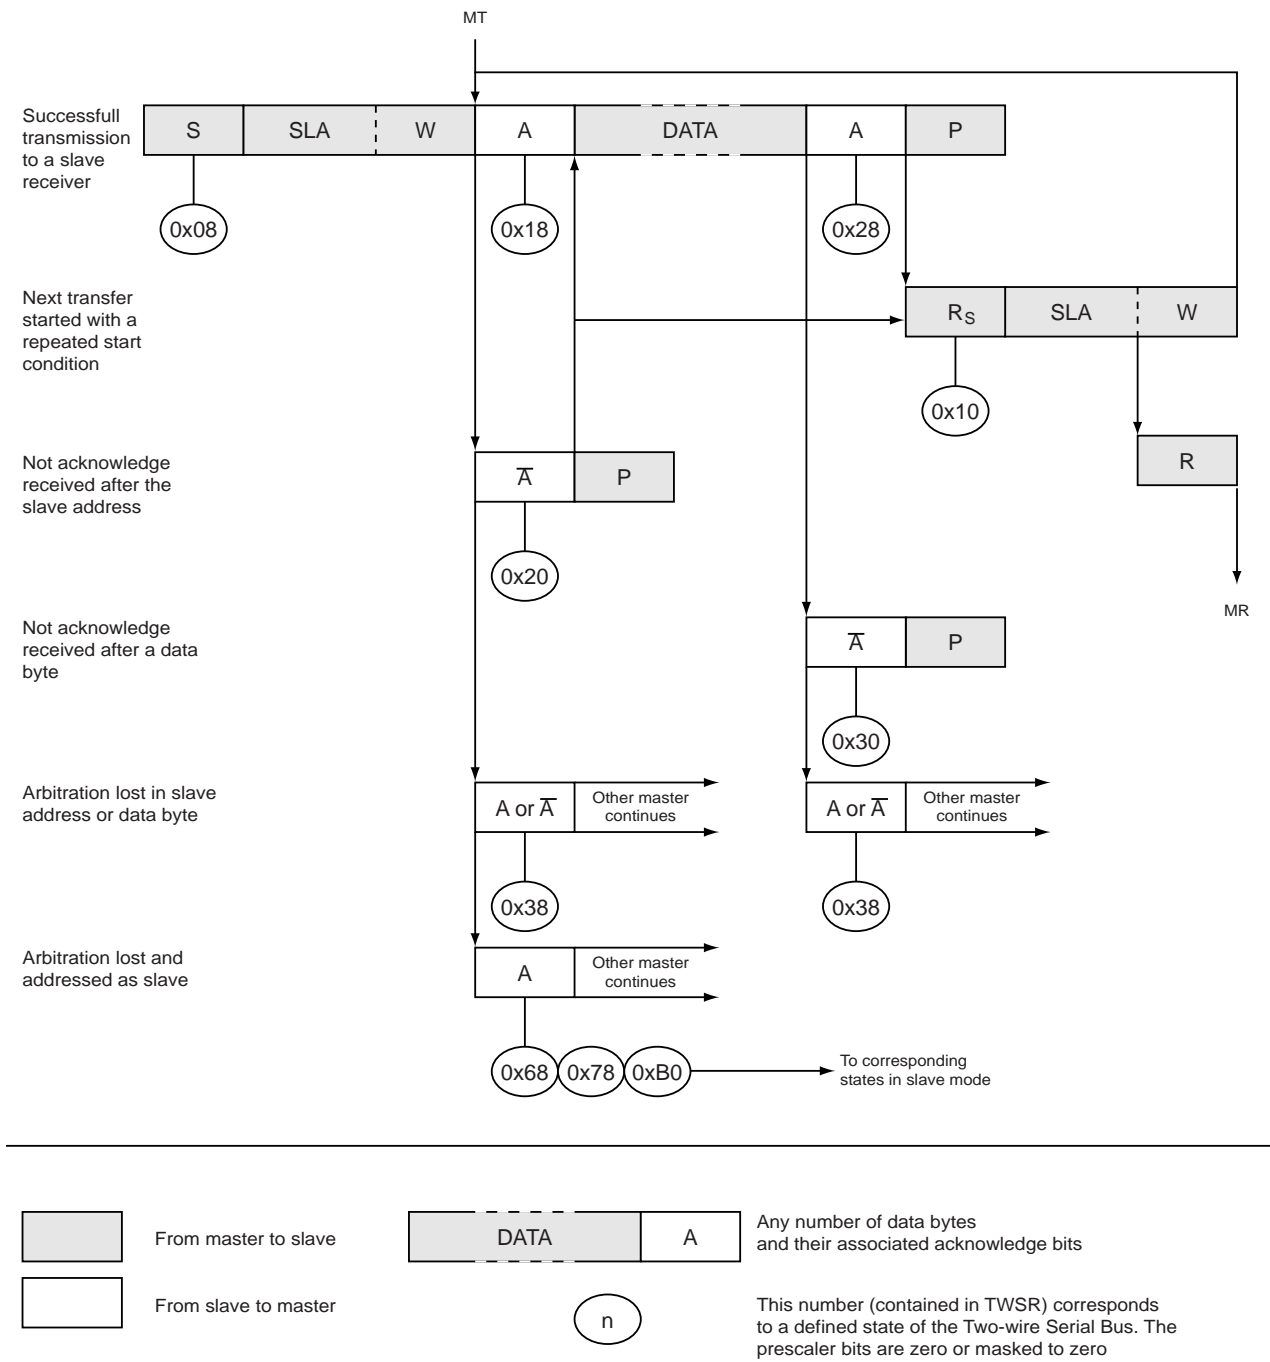 MT
Successfull
transmission
to a slave
receiver
S
SLA
W
A
DATA
A
P
0x08
0x18
0x28
Next transfer
started with a
repeated start
condition
RS
SLA
W
0x10
Not acknowledge
received after the
slave address
A̅
P
R
0x20
MR
Not acknowledge
received after a data
byte
A̅
P
0x30
Arbitration lost in slave
address or data byte
A or A̅
Other master
continues
A or A̅
Other master
continues
0x38
0x38
Arbitration lost and
addressed as slave
A
Other master
continues
0x68
0x78
0xB0
To corresponding
states in slave mode
From master to slave
DATA
A
Any number of data bytes
and their associated acknowledge bits
From slave to master
n
This number (contained in TWSR) corresponds
to a defined state of the Two-wire Serial Bus. The
prescaler bits are zero or masked to zero